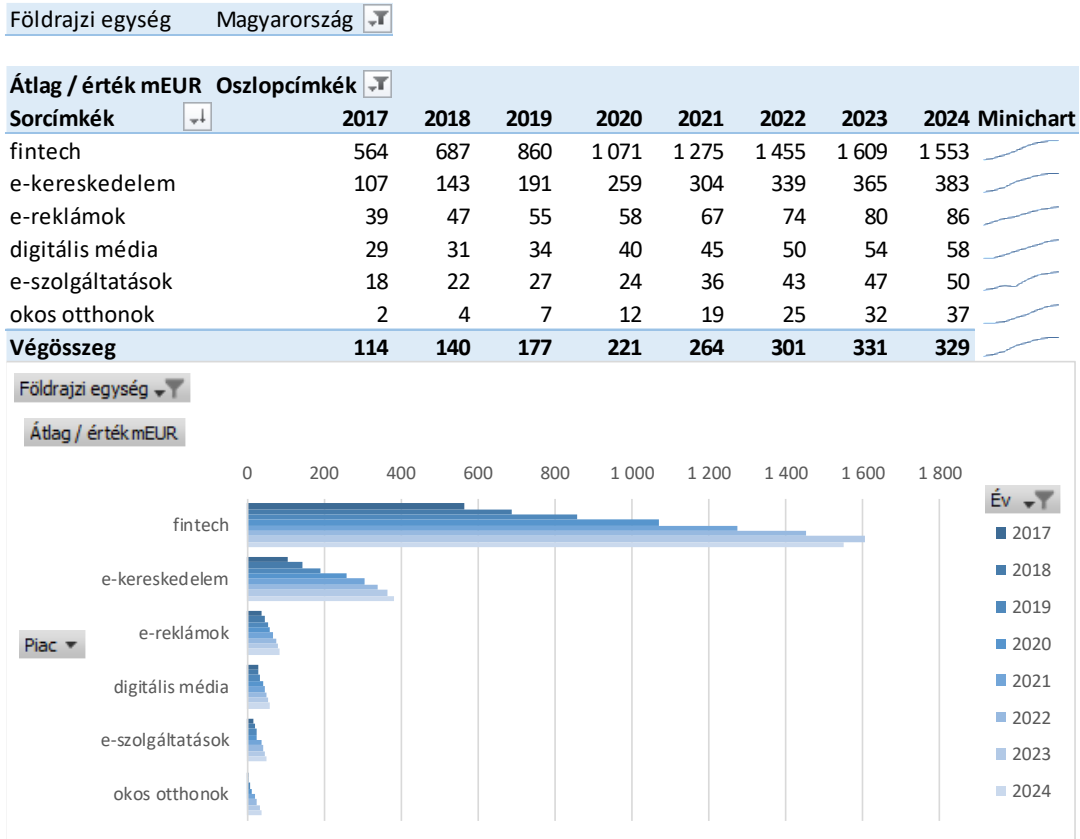 Földrajzi egység Magyarország
Átlag / érték mEUR Oszlopcímkék
Sorcímkék 2017 2018 2019 2020 2021 2022 2023 2024 Minichart
fintech 564 687 860 1 071 1 275 1 455 1 609 1 553
e-kereskedelem 107 143 191 259 304 339 365 383
e-reklámok 39 47 55 58 67 74 80 86
digitális média 29 31 34 40 45 50 54 58
e-szolgáltatások 18 22 27 24 36 43 47 50
okos otthonok 2 4 7 12 19 25 32 37
Végösszeg 114 140 177 221 264 301 331 329
Földrajzi egység
Átlag / érték mEUR
0 200 400 600 800 1 000 1 200 1 400 1 600 1 800
Piac
fintech
e-kereskedelem
e-reklámok
digitális média
e-szolgáltatások
okos otthonok
Év
2017
2018
2019
2020
2021
2022
2023
2024